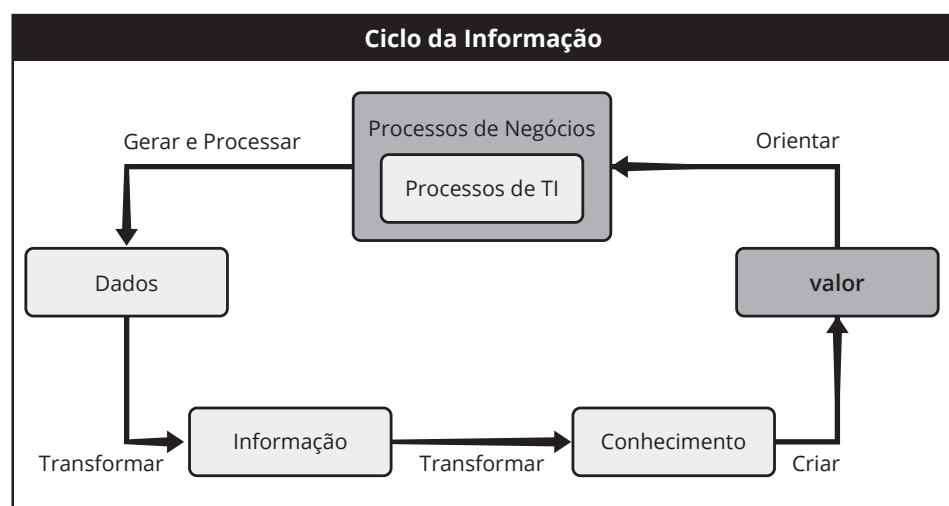 Ciclo da Informação
Processos de Negócios
Gerar e Processar
Orientar
Processos de TI
Dados
valor
Informação
Conhecimento
Transformar
Transformar
Criar